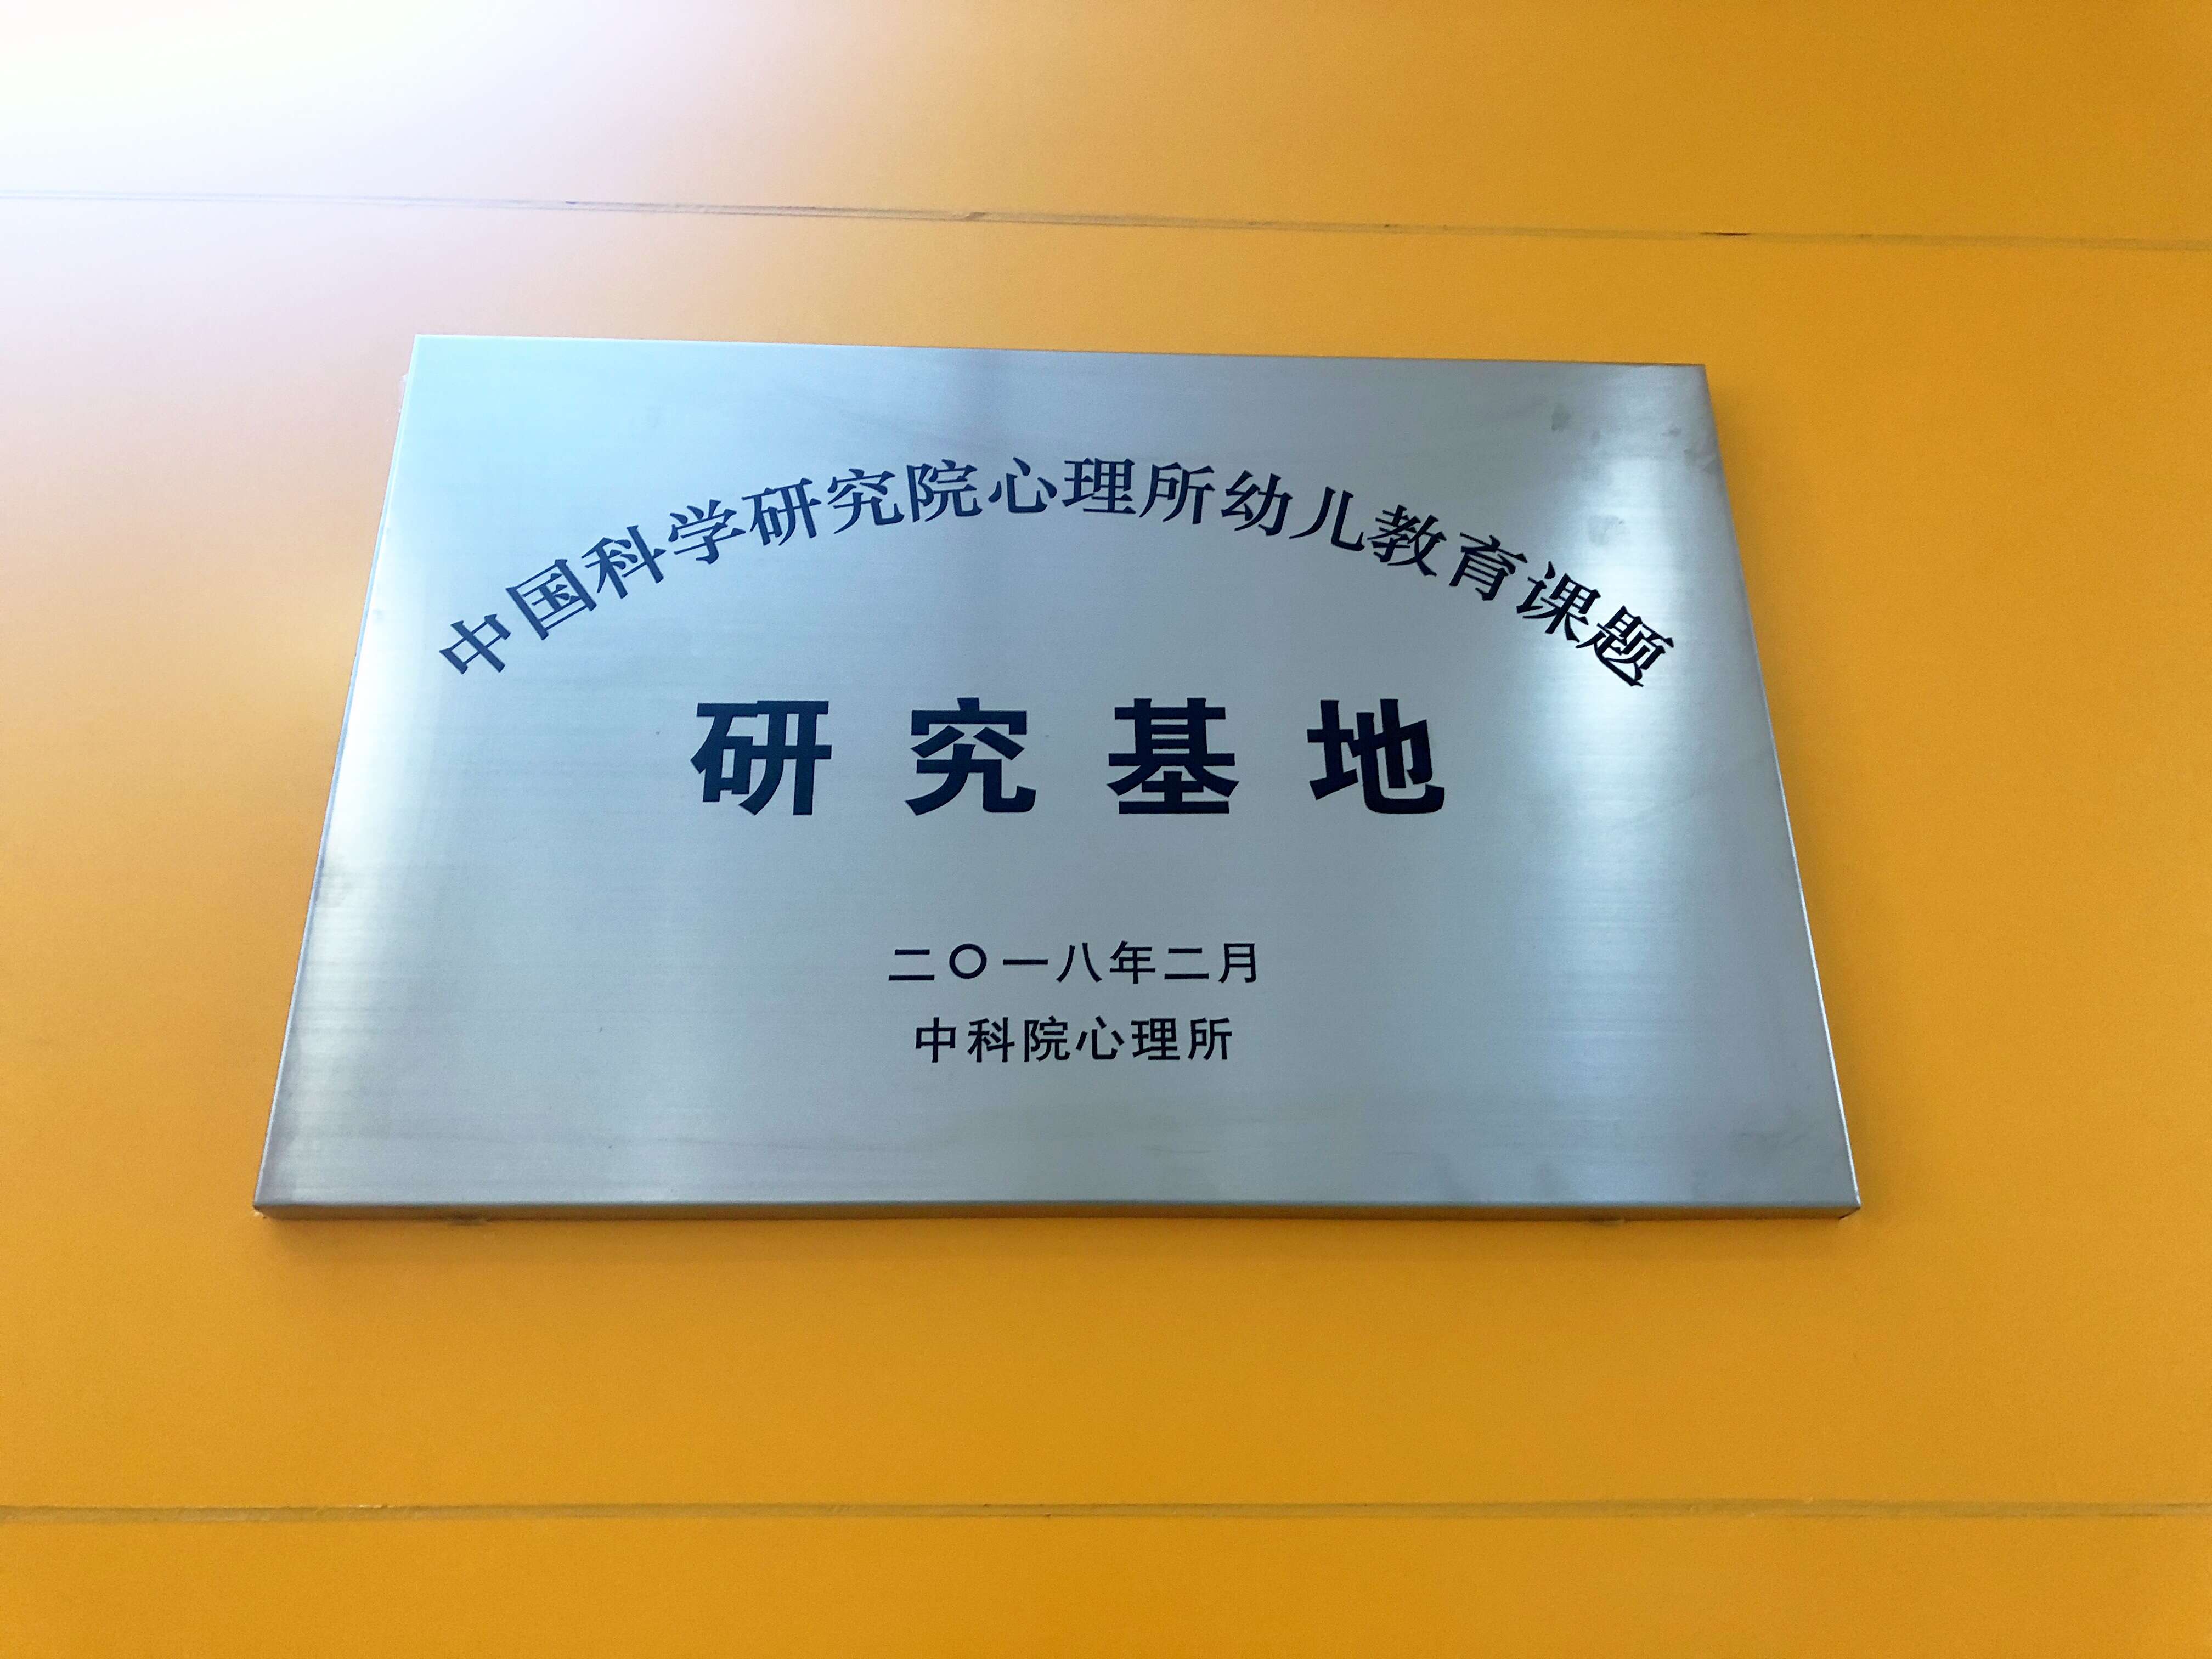 中国科学研究院心理所幼儿教育课题
研究基地
二〇一八年二月
中科院心理所